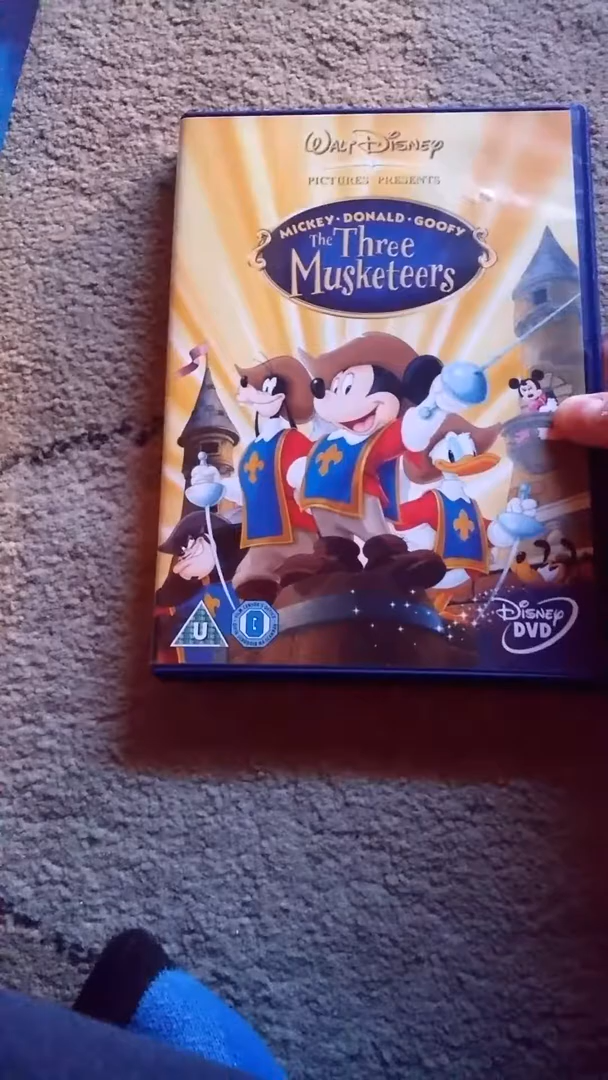 WALT DISNEY
PICTURES PRESENTS
MICKEY · DONALD · GOOFY
The Three
Musketeers
U
DISNEY
DVD